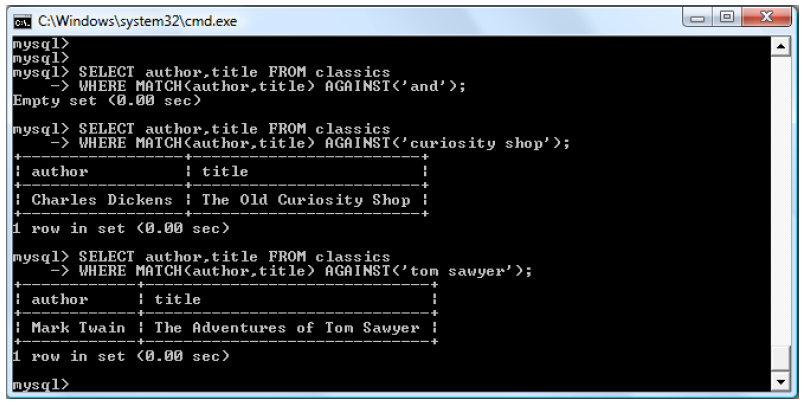 C:\Windows\system32\cmd.exe
mysql>
mysql>
mysql> SELECT author,title FROM classics
    -> WHERE MATCH(author,title) AGAINST('and');
Empty set (0.00 sec)

mysql> SELECT author,title FROM classics
    -> WHERE MATCH(author,title) AGAINST('curiosity shop');
+-----------------+------------------------+
| author          | title                  |
+-----------------+------------------------+
| Charles Dickens | The Old Curiosity Shop |
+-----------------+------------------------+
1 row in set (0.00 sec)

mysql> SELECT author,title FROM classics
    -> WHERE MATCH(author,title) AGAINST('tom sawyer');
+------------+------------------------------+
| author     | title                        |
+------------+------------------------------+
| Mark Twain | The Adventures of Tom Sawyer |
+------------+------------------------------+
1 row in set (0.00 sec)

mysql>